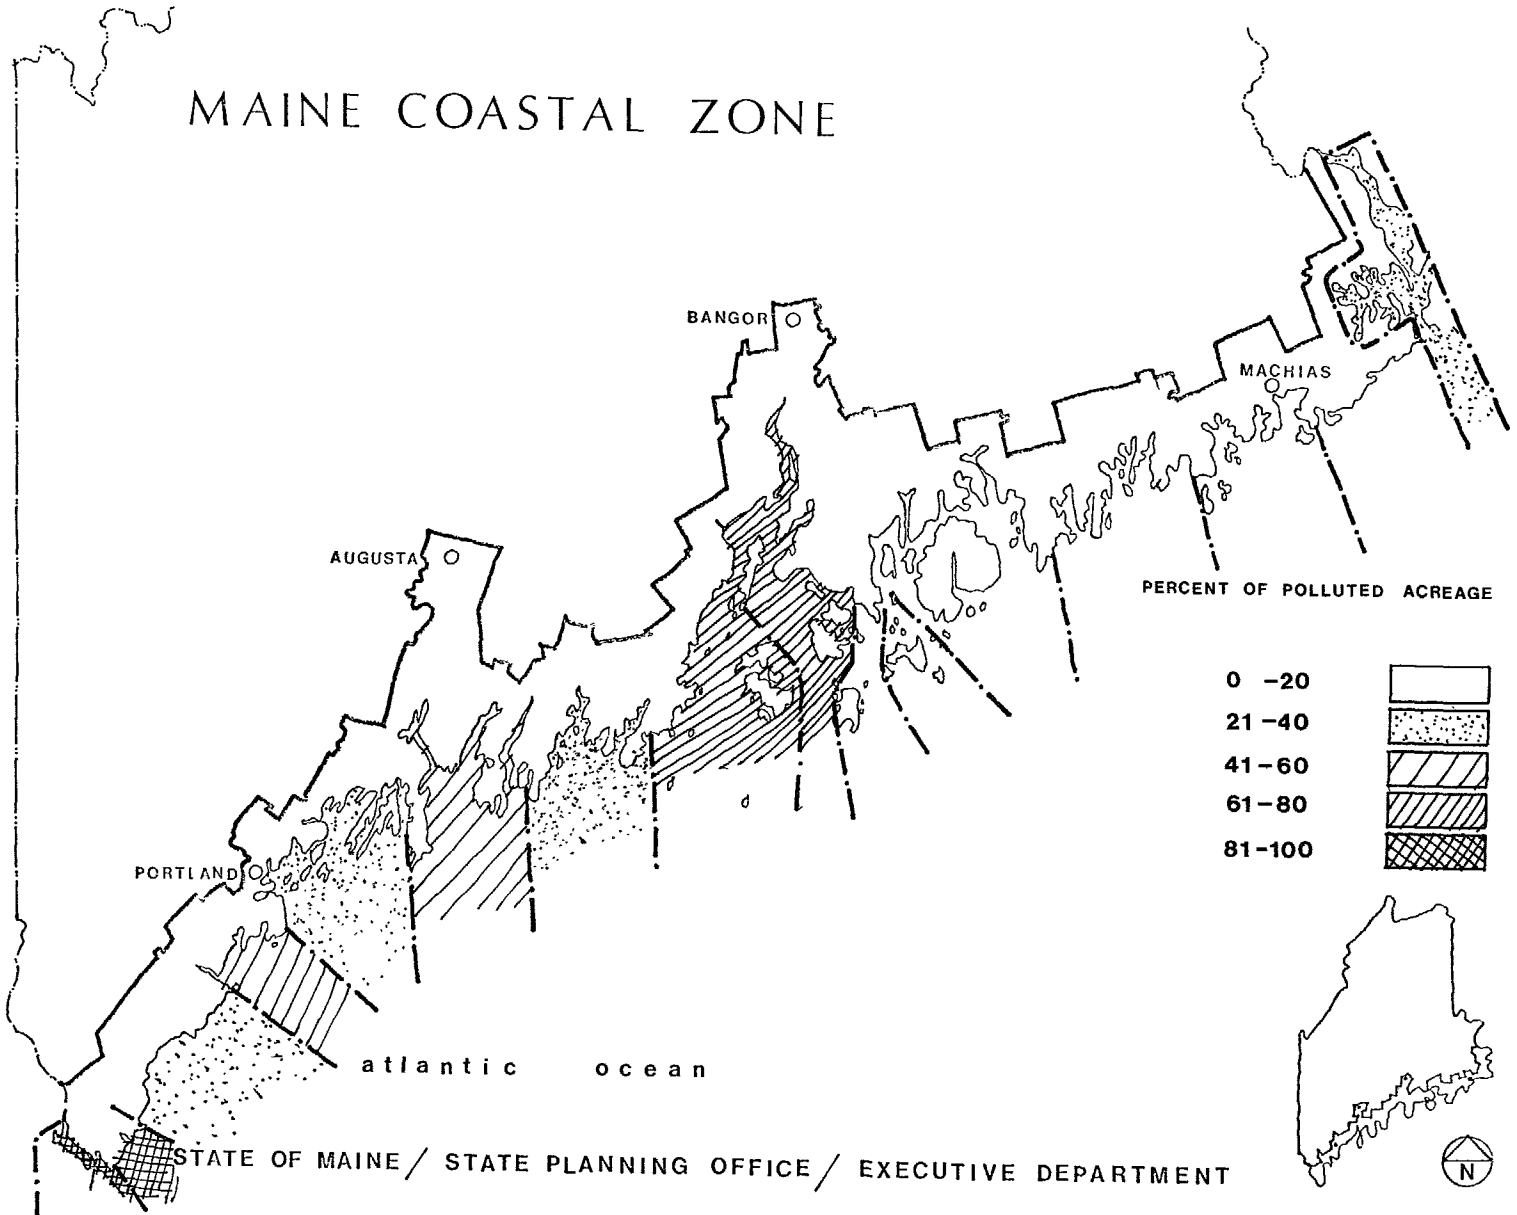 MAINE COASTAL ZONE
BANGOR
MACHIAS
AUGUSTA
PERCENT OF POLLUTED ACREAGE
0 -20
21-40
41-60
61-80
81-100
PORTLAND
atlantic ocean
STATE OF MAINE/ STATE PLANNING OFFICE/ EXECUTIVE DEPARTMENT
N